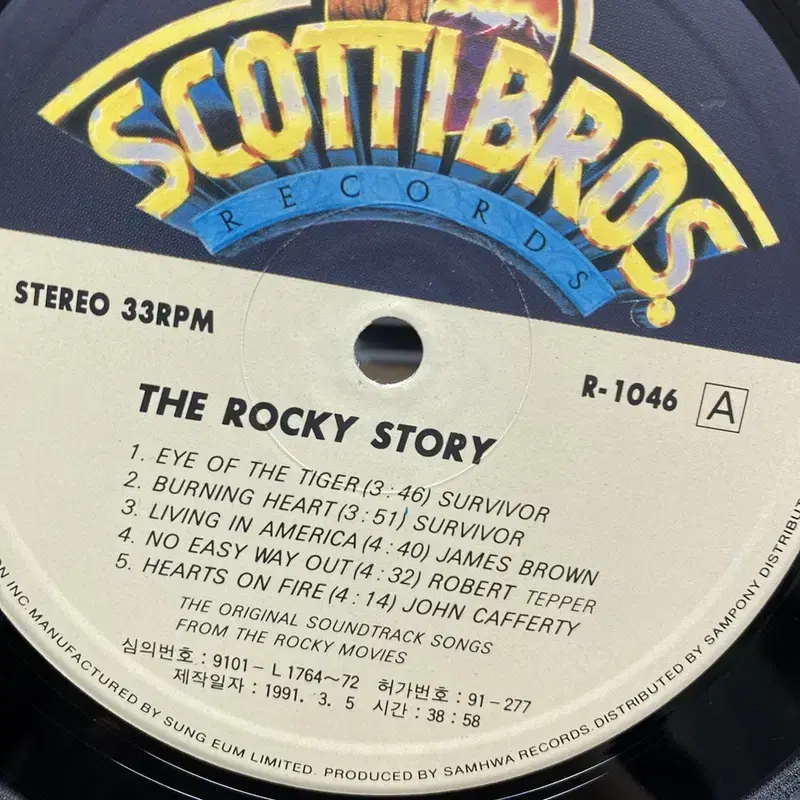 SCOTTI BROS.
RECORDS
STEREO 33RPM
R-1046 A
THE ROCKY STORY
1. EYE OF THE TIGER(3:46) SURVIVOR
2. BURNING HEART(3:51) SURVIVOR
3. LIVING IN AMERICA(4:40) JAMES BROWN
4. NO EASY WAY OUT(4:32) ROBERT TEPPER
5. HEARTS ON FIRE(4:14) JOHN CAFFERTY
THE ORIGINAL SOUNDTRACK SONGS
FROM THE ROCKY MOVIES
심의번호:9101-L1764~72 허가번호:91-277
제작일자:1991. 3. 5 시간:38:58
INC. MANUFACTURED BY SUNG EUM LIMITED. PRODUCED BY SAMHWA RECORDS. DISTRIBUTED BY SAMPONY